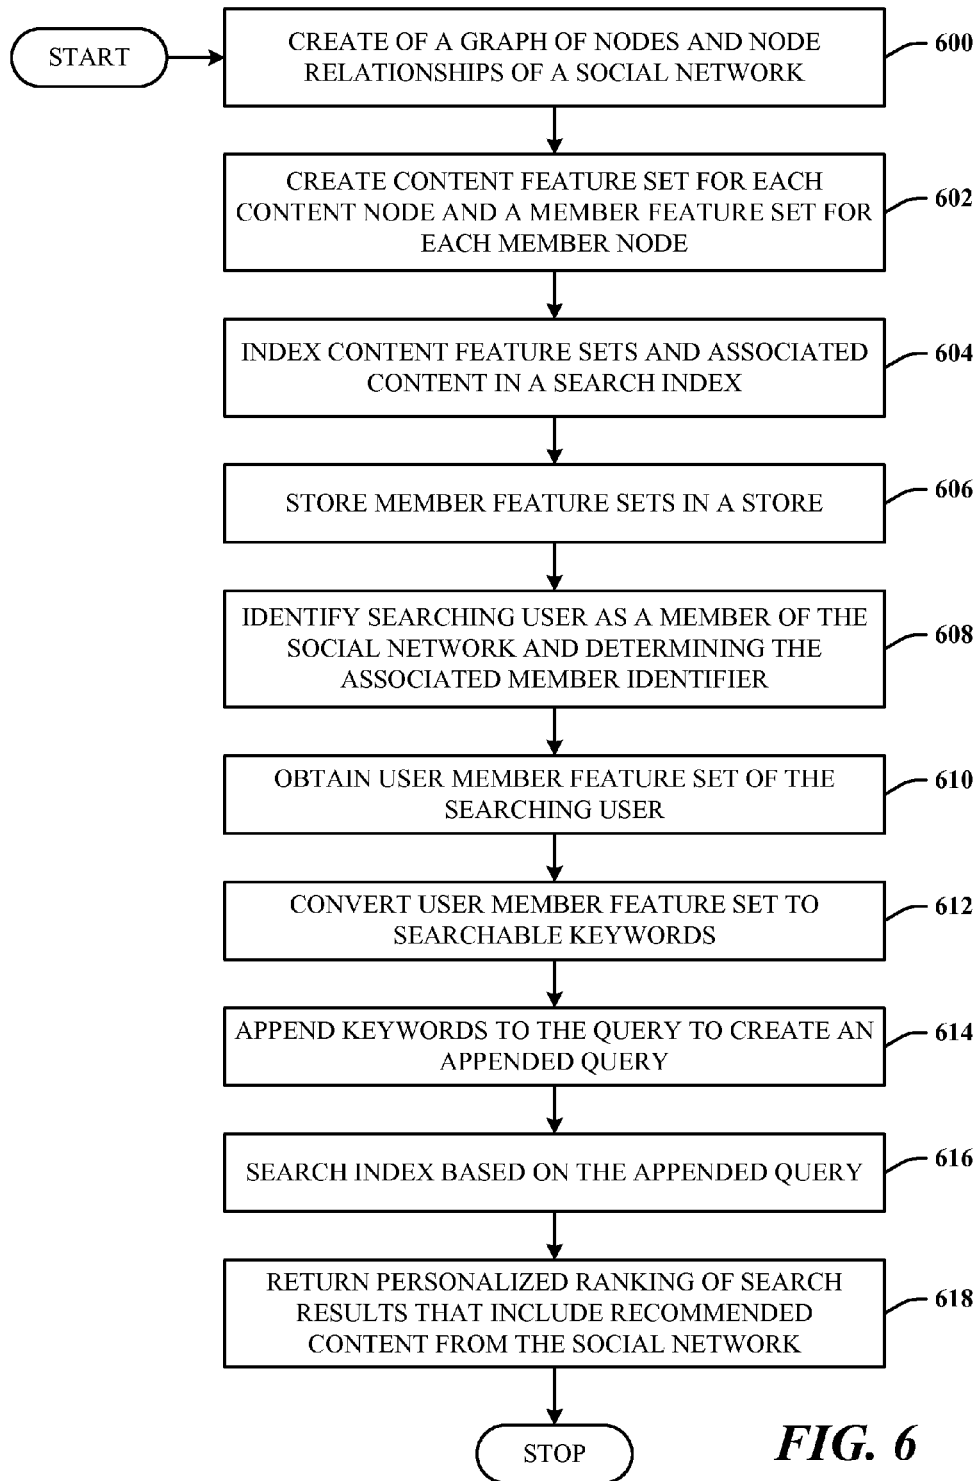 START
CREATE OF A GRAPH OF NODES AND NODE
RELATIONSHIPS OF A SOCIAL NETWORK
600
CREATE CONTENT FEATURE SET FOR EACH
CONTENT NODE AND A MEMBER FEATURE SET FOR
EACH MEMBER NODE
602
INDEX CONTENT FEATURE SETS AND ASSOCIATED
CONTENT IN A SEARCH INDEX
604
STORE MEMBER FEATURE SETS IN A STORE
606
IDENTIFY SEARCHING USER AS A MEMBER OF THE
SOCIAL NETWORK AND DETERMINING THE
ASSOCIATED MEMBER IDENTIFIER
608
OBTAIN USER MEMBER FEATURE SET OF THE
SEARCHING USER
610
CONVERT USER MEMBER FEATURE SET TO
SEARCHABLE KEYWORDS
612
APPEND KEYWORDS TO THE QUERY TO CREATE AN
APPENDED QUERY
614
SEARCH INDEX BASED ON THE APPENDED QUERY
616
RETURN PERSONALIZED RANKING OF SEARCH
RESULTS THAT INCLUDE RECOMMENDED
CONTENT FROM THE SOCIAL NETWORK
618
STOP
FIG. 6